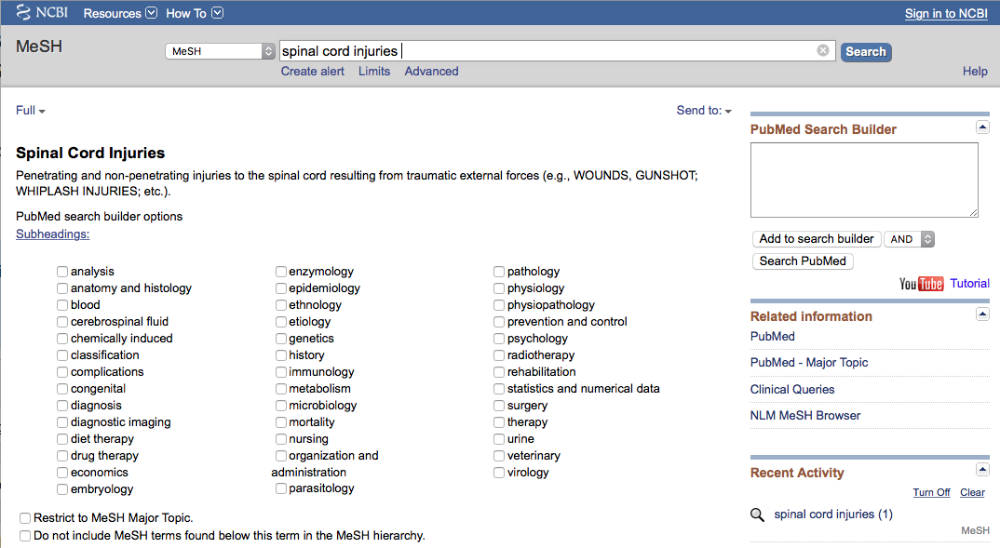 NCBI Resources How To Sign in to NCBI
MeSH
MeSH spinal cord injuries Search
Create alert Limits Advanced
Help
Full Send to:
Spinal Cord Injuries
Penetrating and non-penetrating injuries to the spinal cord resulting from traumatic external forces (e.g., WOUNDS, GUNSHOT;
WHIPLASH INJURIES; etc.).
PubMed search builder options
Subheadings:
analysis
anatomy and histology
blood
cerebrospinal fluid
chemically induced
classification
complications
congenital
diagnosis
diagnostic imaging
diet therapy
drug therapy
economics
embryology
enzymology
epidemiology
ethnology
etiology
genetics
history
immunology
metabolism
microbiology
mortality
nursing
organization and
administration
parasitology
pathology
physiology
physiopathology
prevention and control
psychology
radiotherapy
rehabilitation
statistics and numerical data
surgery
therapy
urine
veterinary
virology
Restrict to MeSH Major Topic.
Do not include MeSH terms found below this term in the MeSH hierarchy.
PubMed Search Builder
Add to search builder AND
Search PubMed
YouTube Tutorial
Related information
PubMed
PubMed - Major Topic
Clinical Queries
NLM MeSH Browser
Recent Activity
Turn Off Clear
spinal cord injuries (1)
MeSH